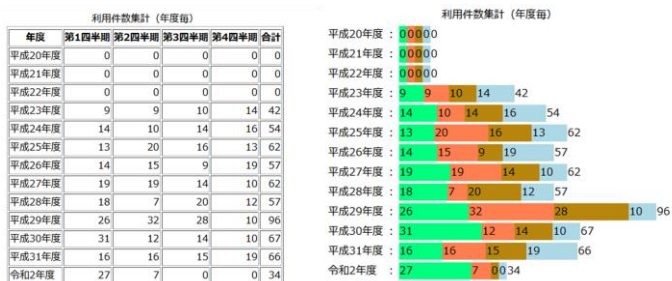 利用件数集計（年度毎）
年度 第1四半期 第2四半期 第3四半期 第4四半期 合計
平成20年度 0 0 0 0 0
平成21年度 0 0 0 0 0
平成22年度 0 0 0 0 0
平成23年度 9 9 10 14 42
平成24年度 14 10 14 16 54
平成25年度 13 20 16 13 62
平成26年度 14 15 9 19 57
平成27年度 19 19 14 10 62
平成28年度 18 7 20 12 57
平成29年度 26 32 28 10 96
平成30年度 31 12 14 10 67
平成31年度 16 16 15 19 66
令和2年度 27 7 0 0 34
利用件数集計（年度毎）
平成20年度 : 0 0 0 0 0
平成21年度 : 0 0 0 0 0
平成22年度 : 0 0 0 0 0
平成23年度 : 9 9 10 14 42
平成24年度 : 14 10 14 16 54
平成25年度 : 13 20 16 13 62
平成26年度 : 14 15 9 19 57
平成27年度 : 19 19 14 10 62
平成28年度 : 18 7 20 12 57
平成29年度 : 26 32 28 10 96
平成30年度 : 31 12 14 10 67
平成31年度 : 16 16 15 19 66
令和2年度 : 27 7 0 0 34